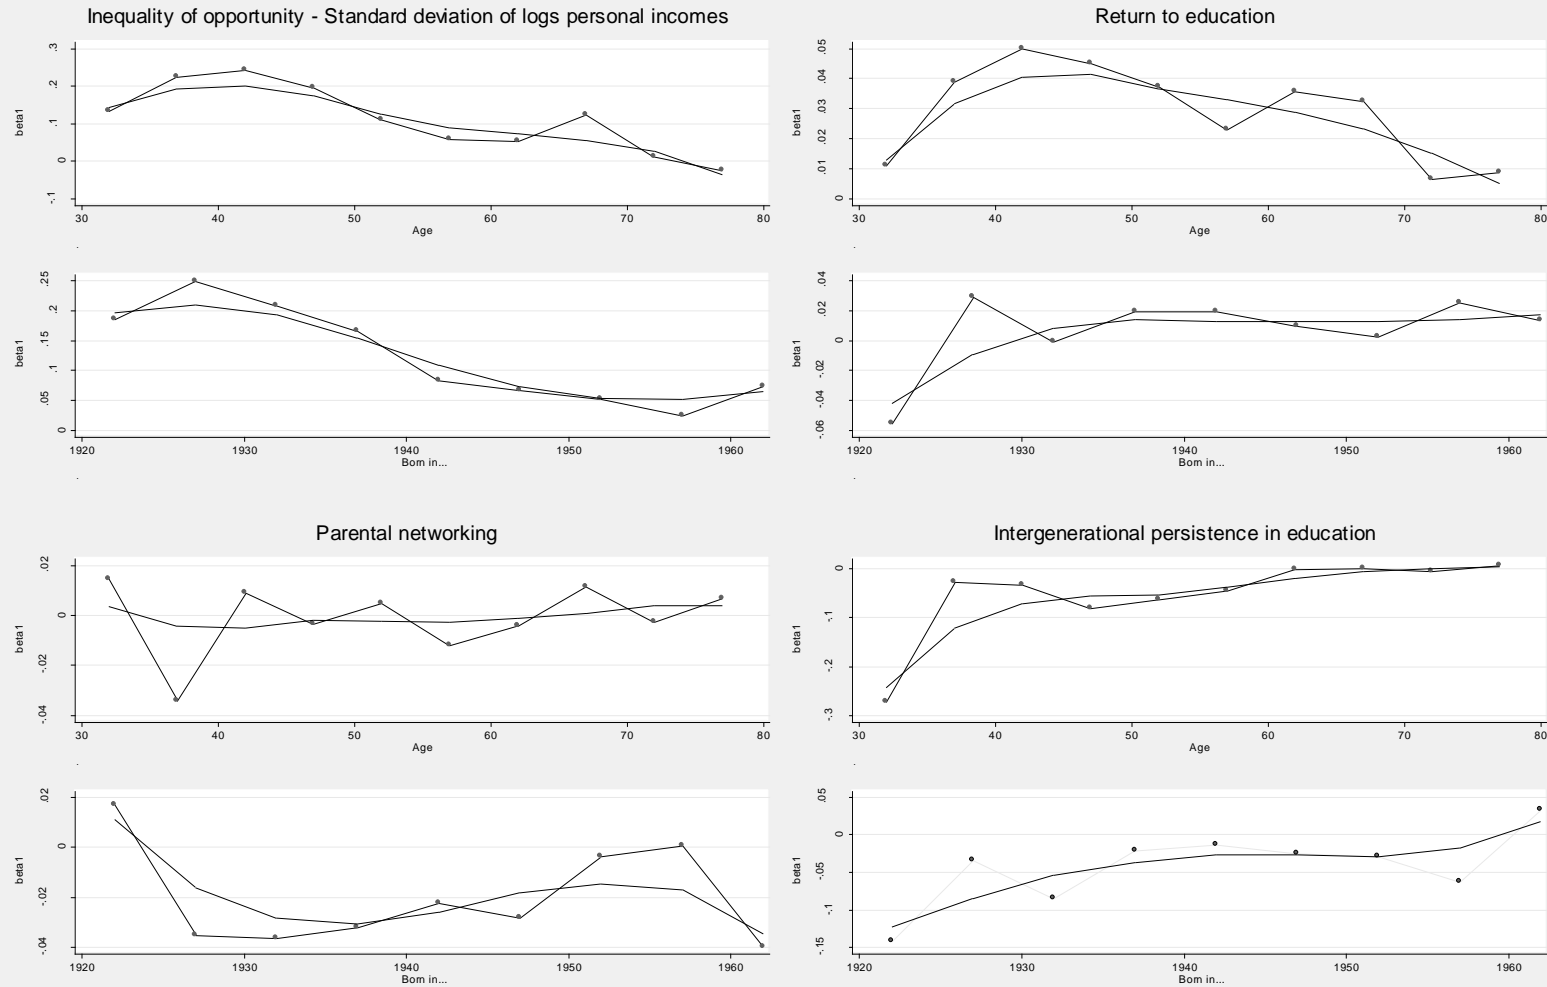 Inequality of opportunity - Standard deviation of logs personal incomes
.3
.2
.1
0
-.1
beta1
30 40 50 60 70 80
Age
.
.25
.2
.15
.1
.05
0
beta1
1920 1930 1940 1950 1960
Born in...
.
Return to education
.05
.04
.03
.02
.01
0
beta1
30 40 50 60 70 80
Age
.
.04
.02
0
-.02
-.04
-.06
beta1
1920 1930 1940 1950 1960
Born in...
Parental networking
.02
0
-.02
-.04
beta1
30 40 50 60 70 80
Age
.
.02
0
-.02
-.04
beta1
1920 1930 1940 1950 1960
Born in...
Intergenerational persistence in education
0
-.1
-.2
-.3
beta1
30 40 50 60 70 80
Age
.
.05
0
-.05
-.1
-.15
beta1
1920 1930 1940 1950 1960
Born in...